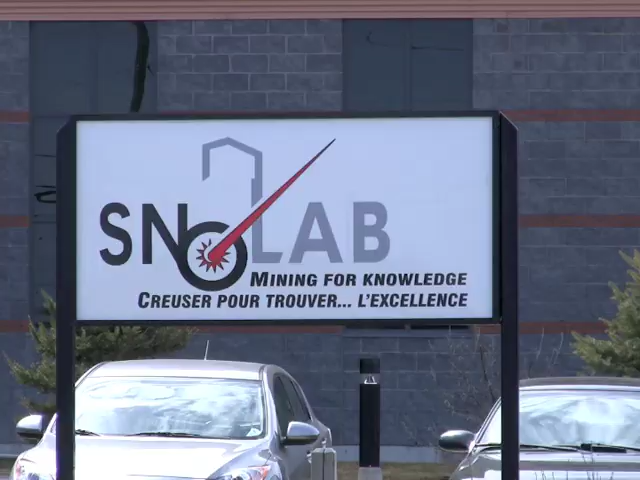 SNOLAB
MINING FOR KNOWLEDGE
CREUSER POUR TROUVER... L'EXCELLENCE